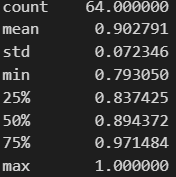 count 64.000000
mean 0.902791
std 0.072346
min 0.793050
25% 0.837425
50% 0.894372
75% 0.971484
max 1.000000